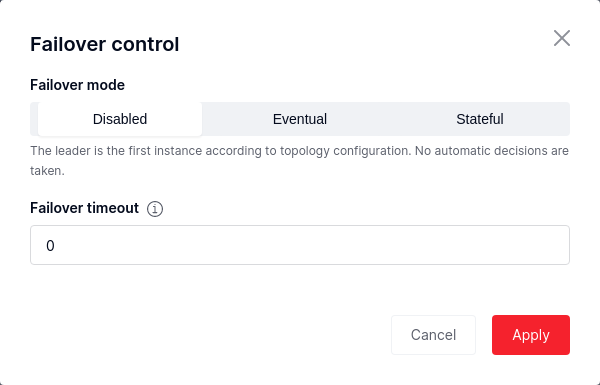 Failover control
Failover mode
Disabled Eventual Stateful
The leader is the first instance according to topology configuration. No automatic decisions are
taken.
Failover timeout
0
Cancel Apply